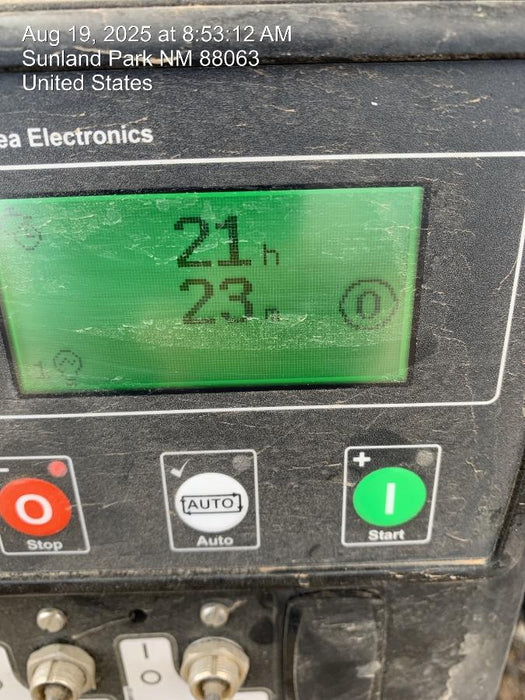 Aug 19, 2025 at 8:53:12 AM
Sunland Park NM 88063
United States
ea Electronics
21 h
23 m
0
- O
Stop
AUTO
Auto
+ I
Start
I
O